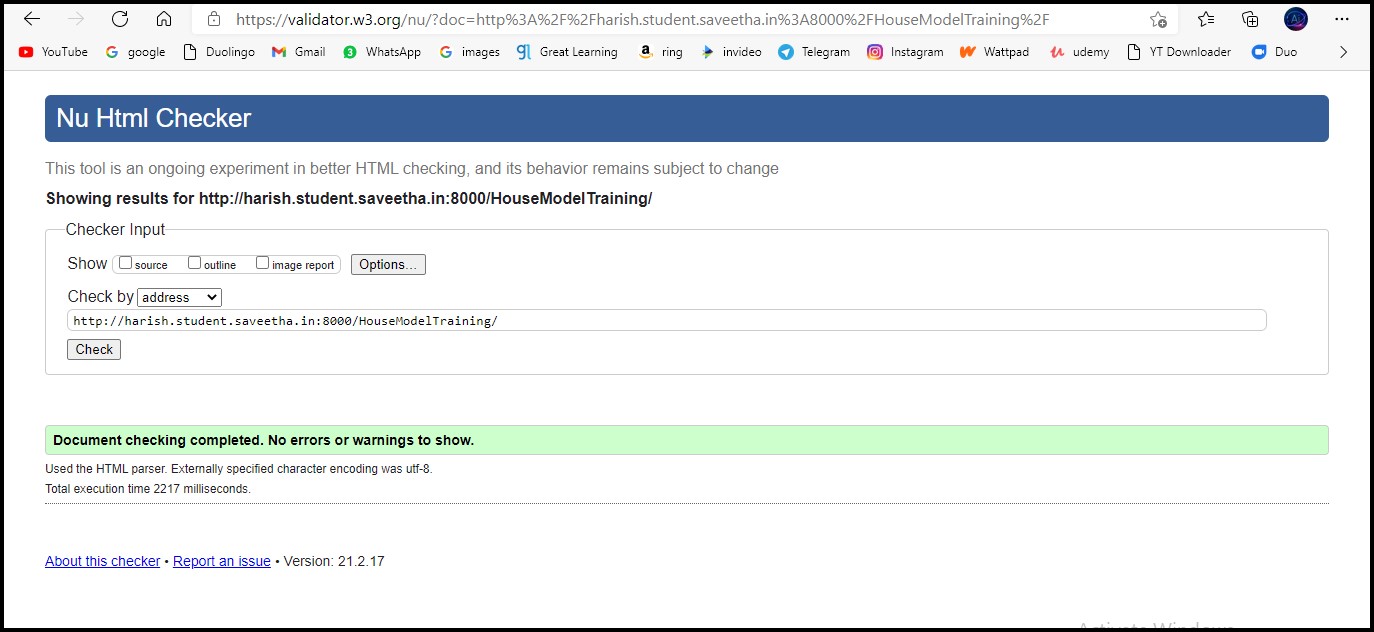 https://validator.w3.org/nu/?doc=http%3A%2F%2Fharish.student.saveetha.in%3A8000%2FHouseModelTraining%2F
YouTube google Duolingo Gmail WhatsApp images Great Learning ring invideo Telegram Instagram Wattpad udemy YT Downloader Duo
Nu Html Checker
This tool is an ongoing experiment in better HTML checking, and its behavior remains subject to change
Showing results for http://harish.student.saveetha.in:8000/HouseModelTraining/
Checker Input
Show source outline image report Options...
Check by address
http://harish.student.saveetha.in:8000/HouseModelTraining/
Check
Document checking completed. No errors or warnings to show.
Used the HTML parser. Externally specified character encoding was utf-8.
Total execution time 2217 milliseconds.
About this checker • Report an issue • Version: 21.2.17
Activate Windows